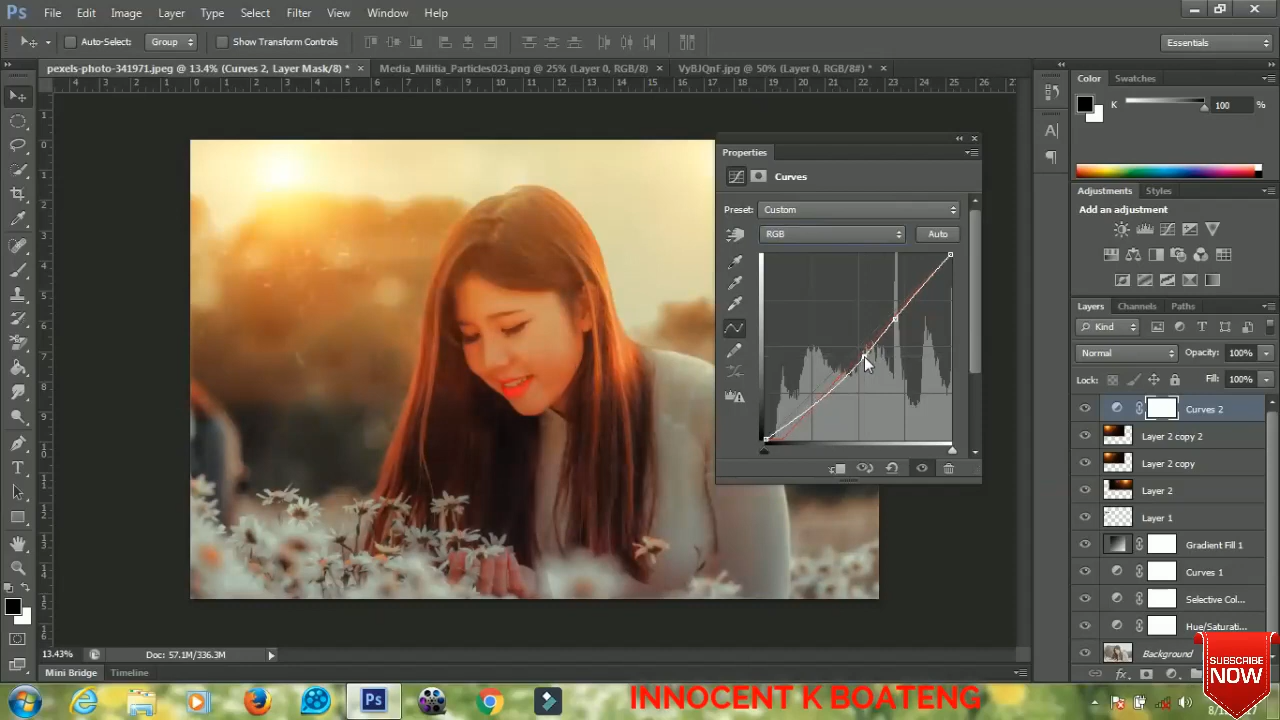 Ps File Edit Image Layer Type Select Filter View Window Help
Auto-Select: Group Show Transform Controls Essentials
pexels-photo-341971.jpeg @ 13.4% (Curves 2, Layer Mask/8) * × Media_Militia_Particles023.png @ 25% (Layer 0, RGB/8) × VyBJQnF.jpg @ 50% (Layer 0, RGB/8#) * ×
Color Swatches
K 100 %
Adjustments Styles
Add an adjustment
Properties
Curves
Preset: Custom
RGB Auto
Layers Channels Paths
Kind
Normal Opacity: 100%
Lock: Fill: 100%
Curves 2
Layer 2 copy 2
Layer 2 copy
Layer 2
Layer 1
Gradient Fill 1
Curves 1
Selective Col...
Hue/Saturati...
Background
13.43% Doc: 57.1M/336.3M
Mini Bridge Timeline
SUBSCRIBE
NOW
INNOCENT K BOATENG